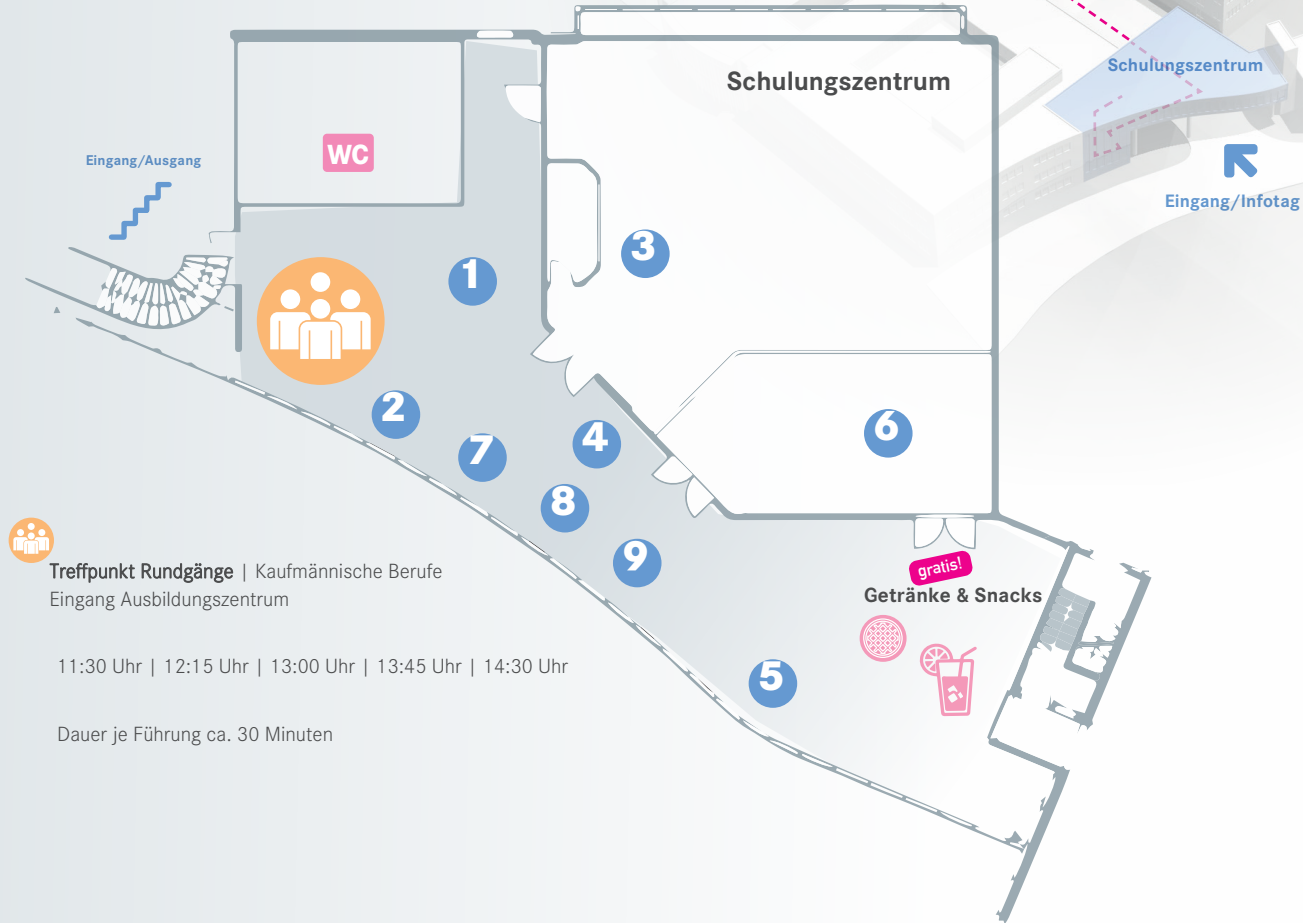 Schulungszentrum
Schulungszentrum
Eingang/Infotag
WC
Eingang/Ausgang
1
3
2
7
4
6
8
9
5
gratis!
Getränke & Snacks
Treffpunkt Rundgänge | Kaufmännische Berufe
Eingang Ausbildungszentrum
11:30 Uhr | 12:15 Uhr | 13:00 Uhr | 13:45 Uhr | 14:30 Uhr
Dauer je Führung ca. 30 Minuten